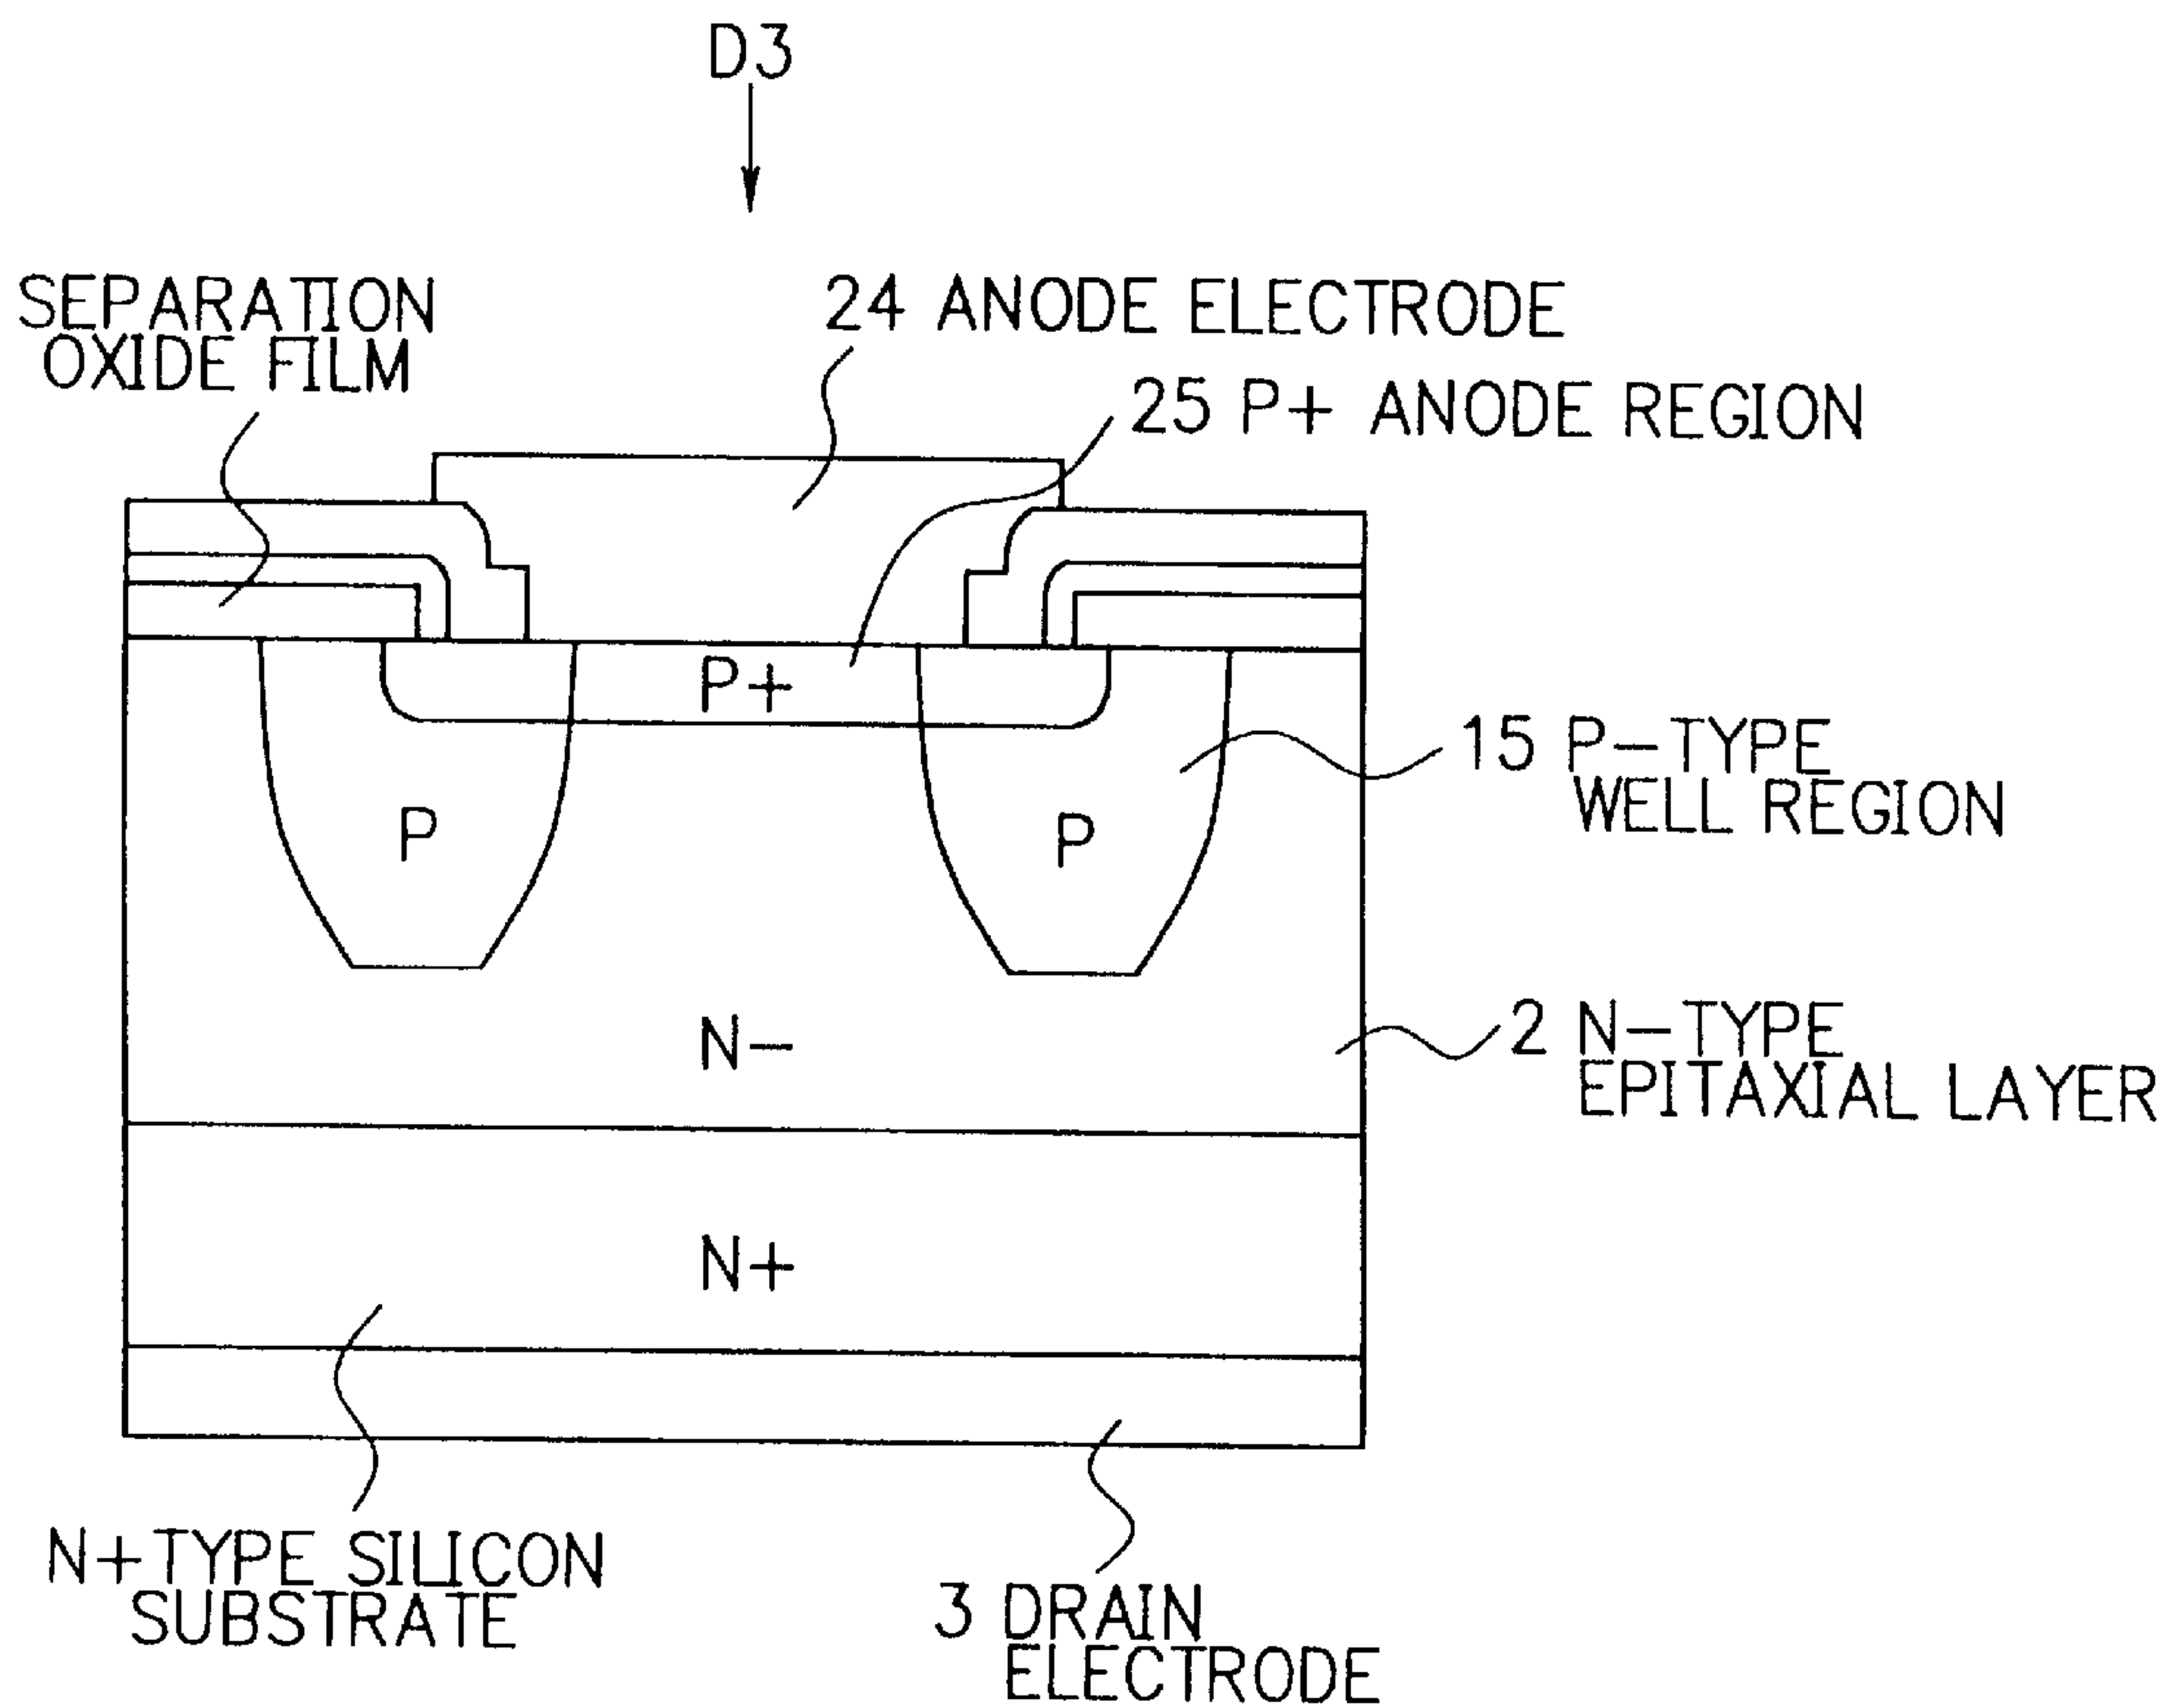 D3
SEPARATION
OXIDE FILM
24 ANODE ELECTRODE
25 P+ ANODE REGION
P+
15 P-TYPE
WELL REGION
P
P
2 N-TYPE
EPITAXIAL LAYER
N-
N+
N+TYPE SILICON
SUBSTRATE
3 DRAIN
ELECTRODE